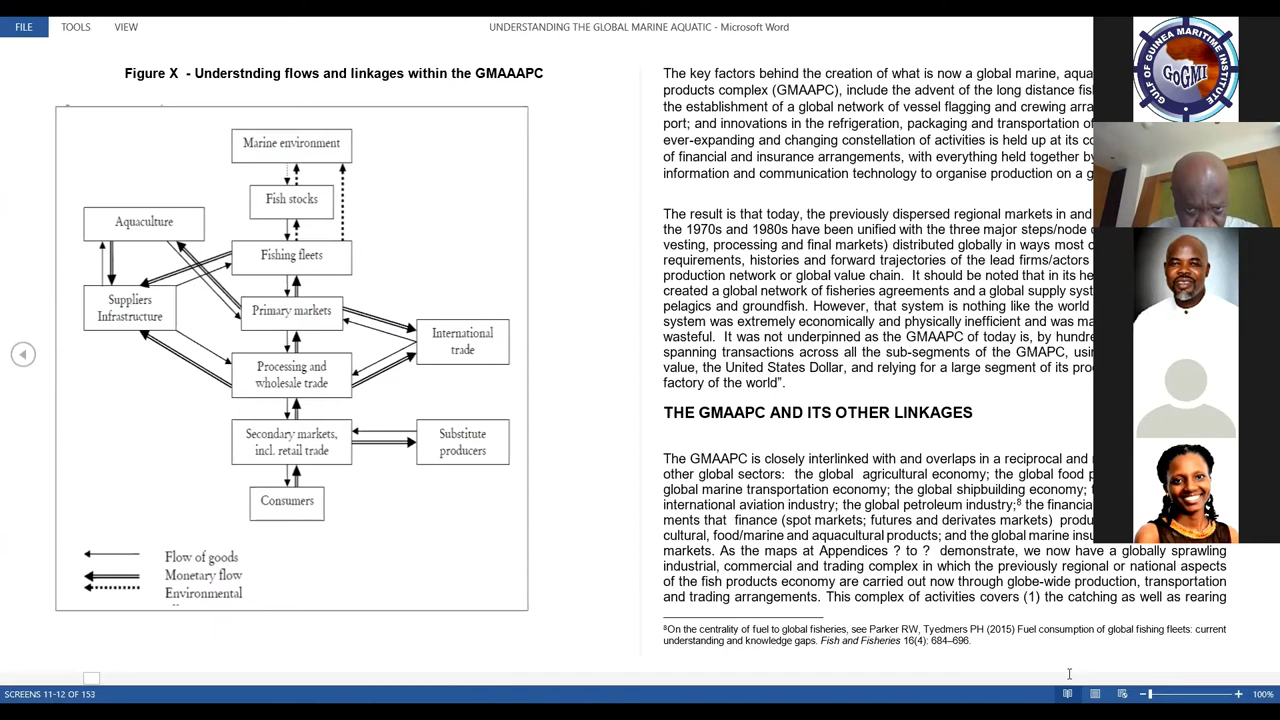 FILE TOOLS VIEW
UNDERSTANDING THE GLOBAL MARINE AQUATIC - Microsoft Word
Figure X - Understnding flows and linkages within the GMAAAPC
Marine environment
Fish stocks
Aquaculture
Fishing fleets
Suppliers
Infrastructure
Primary markets
International
trade
Processing and
wholesale trade
Secondary markets,
incl. retail trade
Substitute
producers
Consumers
Flow of goods
Monetary flow
Environmental
The key factors behind the creation of what is now a global marine, aqua
products complex (GMAAPC), include the advent of the long distance fis
the establishment of a global network of vessel flagging and crewing arra
port; and innovations in the refrigeration, packaging and transportation of
ever-expanding and changing constellation of activities is held up at its co
of financial and insurance arrangements, with everything held together by
information and communication technology to organise production on a g
The result is that today, the previously dispersed regional markets in and
the 1970s and 1980s have been unified with the three major steps/node
vesting, processing and final markets) distributed globally in ways most
requirements, histories and forward trajectories of the lead firms/actors
production network or global value chain. It should be noted that in its he
created a global network of fisheries agreements and a global supply syst
pelagics and groundfish. However, that system is nothing like the world
system was extremely economically and physically inefficient and was ma
wasteful. It was not underpinned as the GMAAPC of today is, by hundre
spanning transactions across all the sub-segments of the GMAPC, usin
value, the United States Dollar, and relying for a large segment of its pro
factory of the world”.
THE GMAAPC AND ITS OTHER LINKAGES
The GMAAPC is closely interlinked with and overlaps in a reciprocal and
other global sectors: the global agricultural economy; the global food p
global marine transportation economy; the global shipbuilding economy;
international aviation industry; the global petroleum industry;8 the financial
ments that finance (spot markets; futures and derivates markets) produ
cultural, food/marine and aquacultural products; and the global marine insu
markets. As the maps at Appendices ? to ? demonstrate, we now have a globally sprawling
industrial, commercial and trading complex in which the previously regional or national aspects
of the fish products economy are carried out now through globe-wide production, transportation
and trading arrangements. This complex of activities covers (1) the catching as well as rearing
8On the centrality of fuel to global fisheries, see Parker RW, Tyedmers PH (2015) Fuel consumption of global fishing fleets: current
understanding and knowledge gaps. Fish and Fisheries 16(4): 684–696.
GULF OF GUINEA MARITIME INSTITUTE
GoGMI
SCREENS 11-12 OF 153
100%